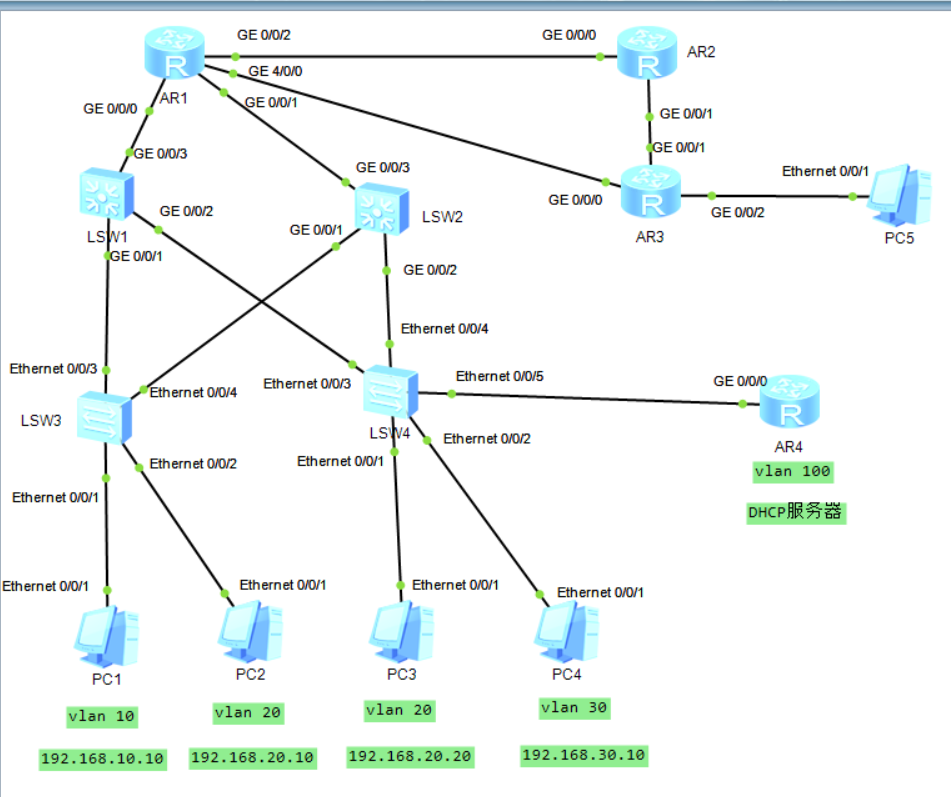 GE 0/0/2
GE 0/0/0
AR2
GE 4/0/0
AR1
GE 0/0/1
GE 0/0/0
GE 0/0/1
GE 0/0/3
GE 0/0/1
GE 0/0/3
Ethernet 0/0/1
GE 0/0/0
GE 0/0/2
GE 0/0/2
LSW2
LSW1
GE 0/0/1
AR3
PC5
GE 0/0/1
GE 0/0/2
Ethernet 0/0/4
Ethernet 0/0/3
Ethernet 0/0/3
Ethernet 0/0/5
GE 0/0/0
Ethernet 0/0/4
LSW3
LSW4
Ethernet 0/0/2
AR4
Ethernet 0/0/2
Ethernet 0/0/1
vlan 100
Ethernet 0/0/1
DHCP服务器
Ethernet 0/0/1
Ethernet 0/0/1
Ethernet 0/0/1
Ethernet 0/0/1
PC1
PC2
PC3
PC4
vlan 10
vlan 20
vlan 20
vlan 30
192.168.10.10
192.168.20.10
192.168.20.20
192.168.30.10